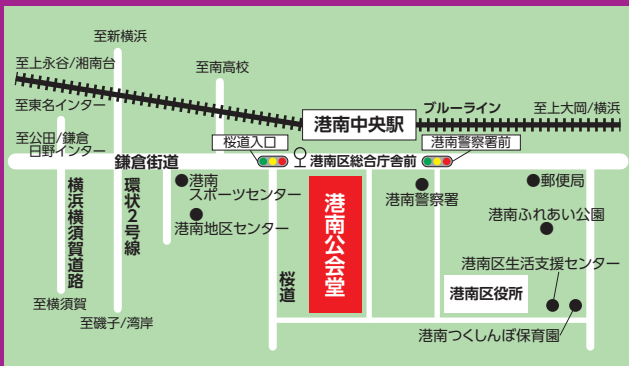 至新横浜
至上永谷/湘南台
至南高校
至東名インター
港南中央駅
ブルーライン
至上大岡/横浜
至公田/鎌倉
日野インター
桜道入口
港南警察署前
鎌倉街道
港南区総合庁舎前
横浜横須賀道路
環状2号線
港南
スポーツセンター
港南地区センター
港南公会堂
港南警察署
郵便局
港南ふれあい公園
港南区生活支援センター
桜道
港南区役所
至横須賀
至磯子/湾岸
港南つくしんぼ保育園